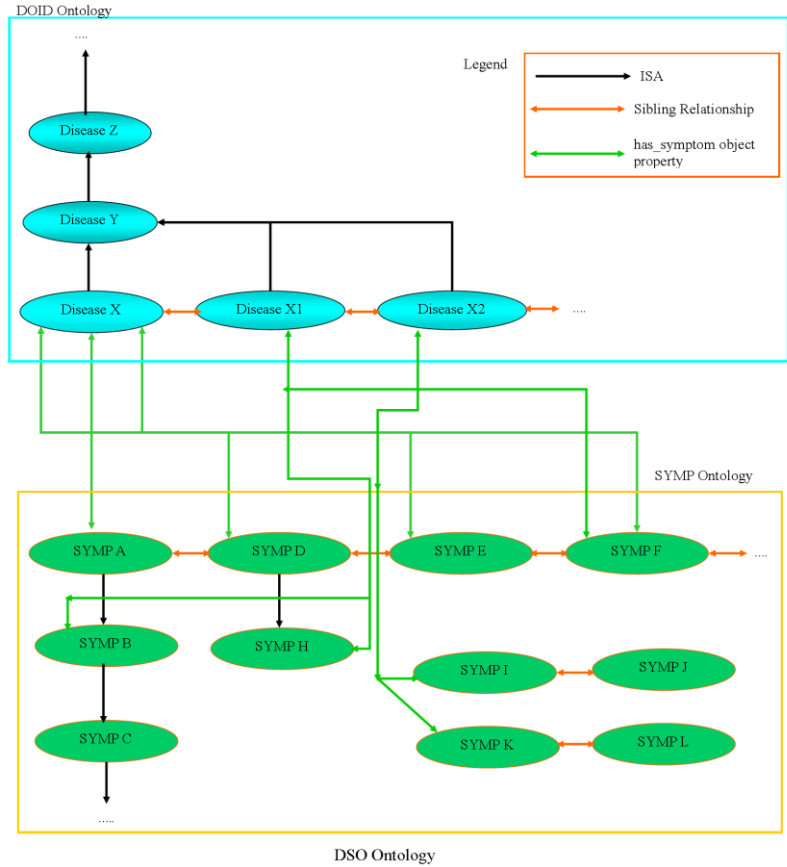 DOID Ontology
....
Legend
ISA
Sibling Relationship
has_symptom object
property
Disease Z
Disease Y
Disease X
Disease X1
Disease X2
....
SYMP Ontology
SYMP A
SYMP D
SYMP E
SYMP F
....
SYMP B
SYMP H
SYMP I
SYMP J
SYMP C
SYMP K
SYMP L
.....
DSO Ontology